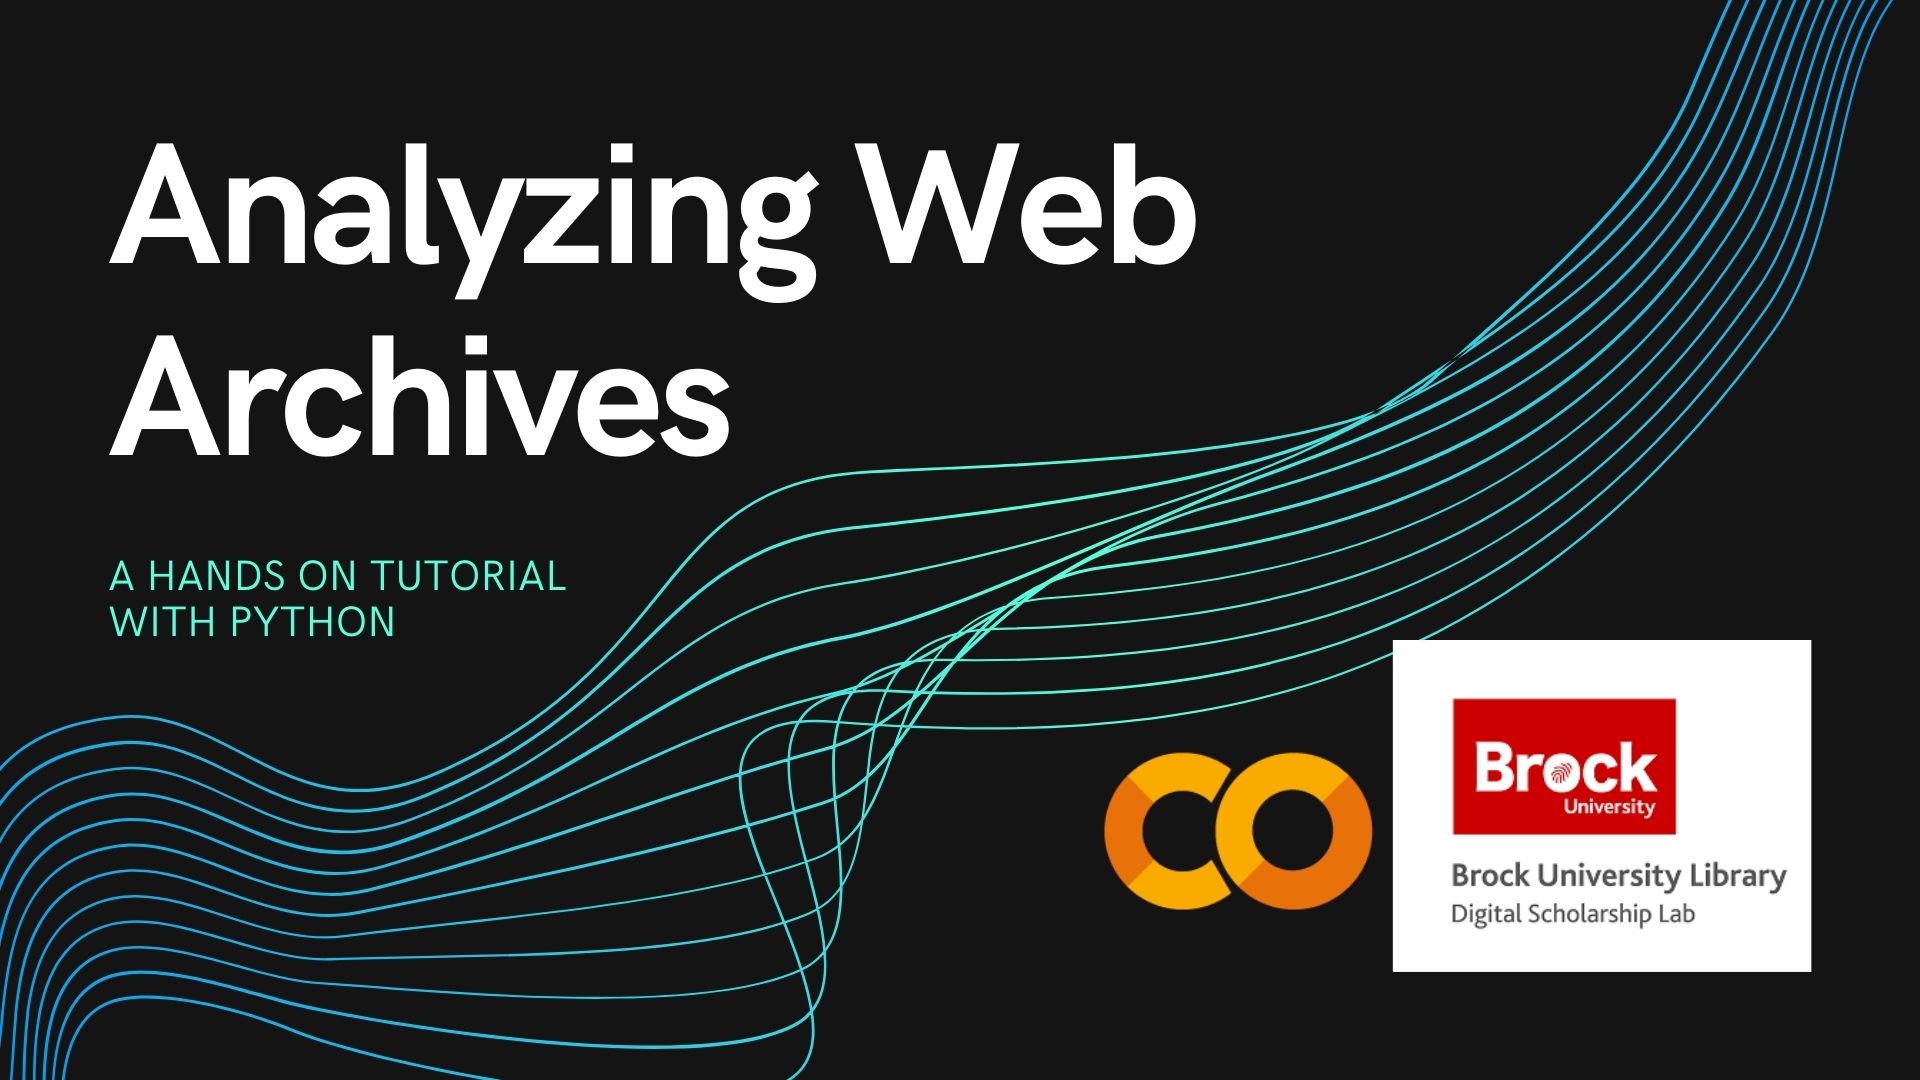 Analyzing Web
Archives
A HANDS ON TUTORIAL
WITH PYTHON
Brock
University
Brock University Library
Digital Scholarship Lab